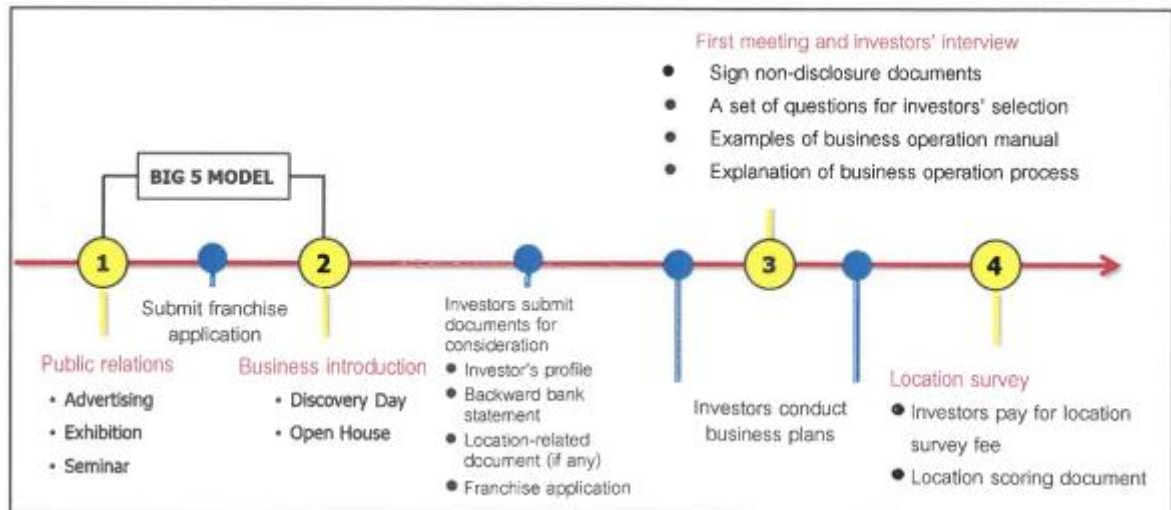 First meeting and investors' interview
● Sign non-disclosure documents
● A set of questions for investors' selection
● Examples of business operation manual
● Explanation of business operation process
BIG 5 MODEL
1
2
3
4
Submit franchise
application
Public relations
• Advertising
• Exhibition
• Seminar
Business introduction
• Discovery Day
• Open House
Investors submit
documents for
consideration
● Investor's profile
● Backward bank
statement
● Location-related
document (if any)
● Franchise application
Investors conduct
business plans
Location survey
● Investors pay for location
survey fee
● Location scoring document